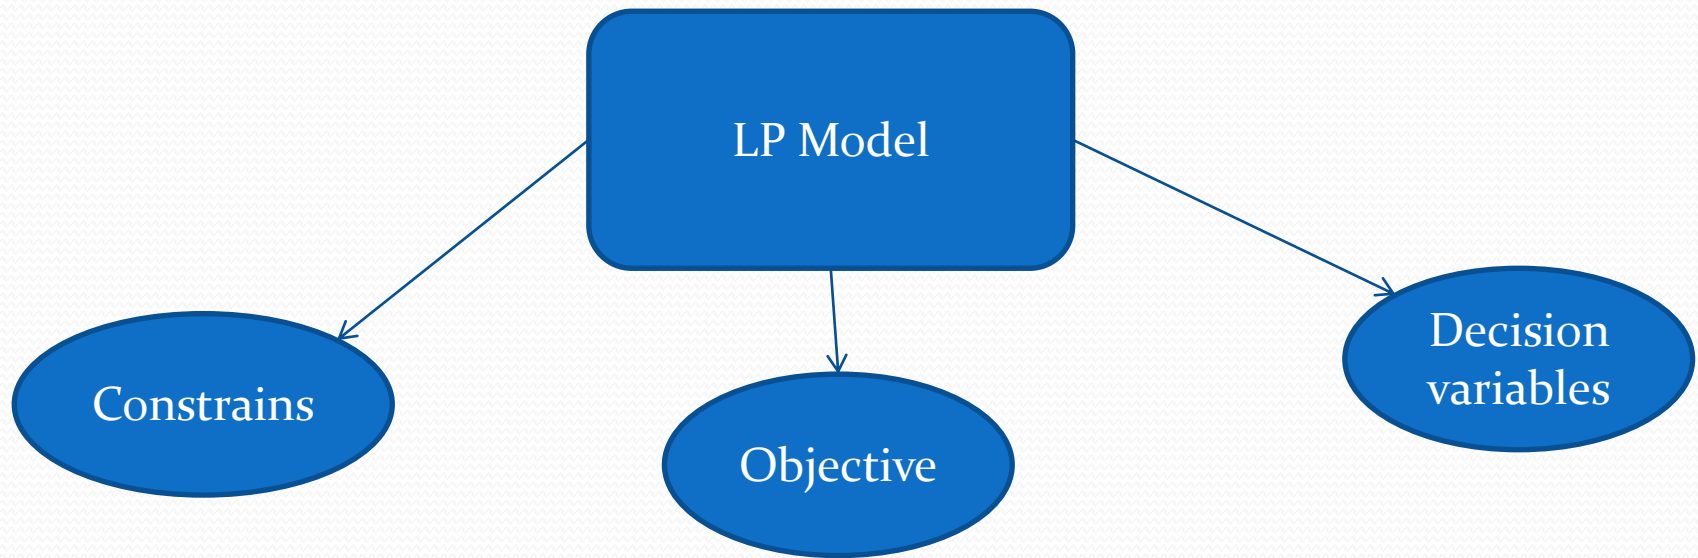 LP Model
Constrains
Objective
Decision
variables